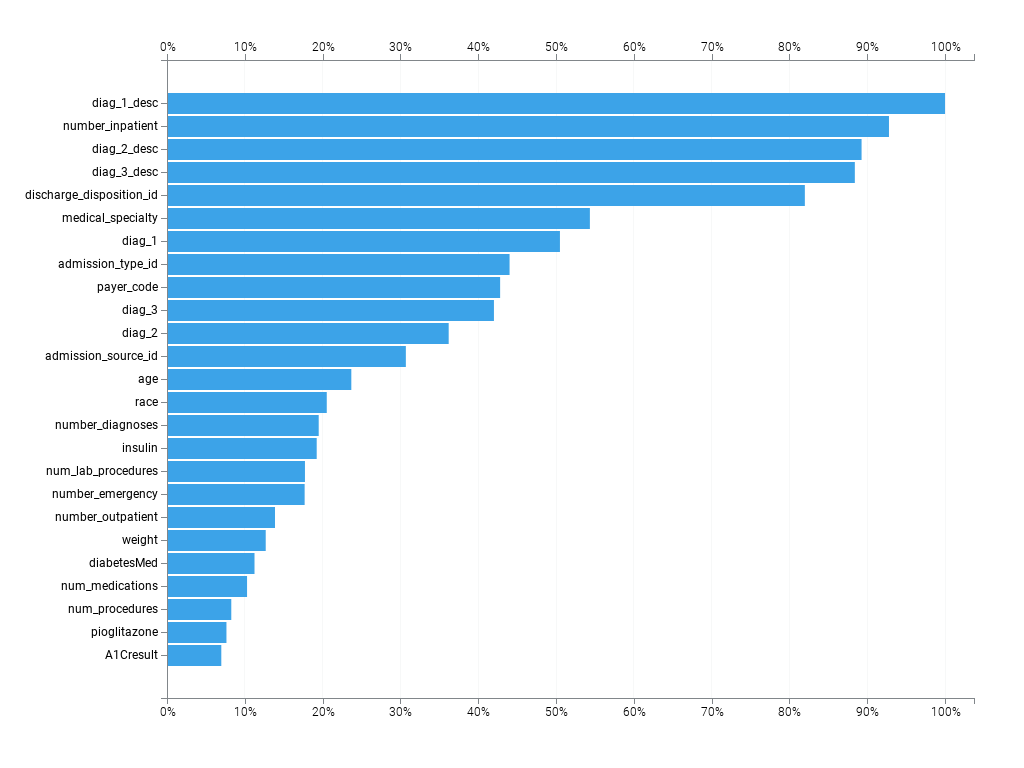 0% 10% 20% 30% 40% 50% 60% 70% 80% 90% 100%
diag_1_desc
number_inpatient
diag_2_desc
diag_3_desc
discharge_disposition_id
medical_specialty
diag_1
admission_type_id
payer_code
diag_3
diag_2
admission_source_id
age
race
number_diagnoses
insulin
num_lab_procedures
number_emergency
number_outpatient
weight
diabetesMed
num_medications
num_procedures
pioglitazone
A1Cresult
0% 10% 20% 30% 40% 50% 60% 70% 80% 90% 100%